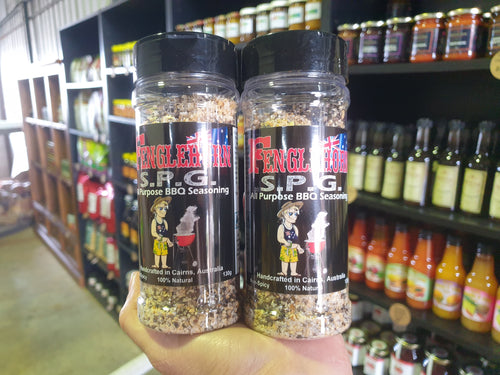 FENGLEHORN
S.P.G.
All Purpose BBQ Seasoning
Handcrafted in Cairns, Australia
100% Natural
130g
FENGLEHORN
S.P.G.
All Purpose BBQ Seasoning
Handcrafted in Cairns, Australia
100% Natural